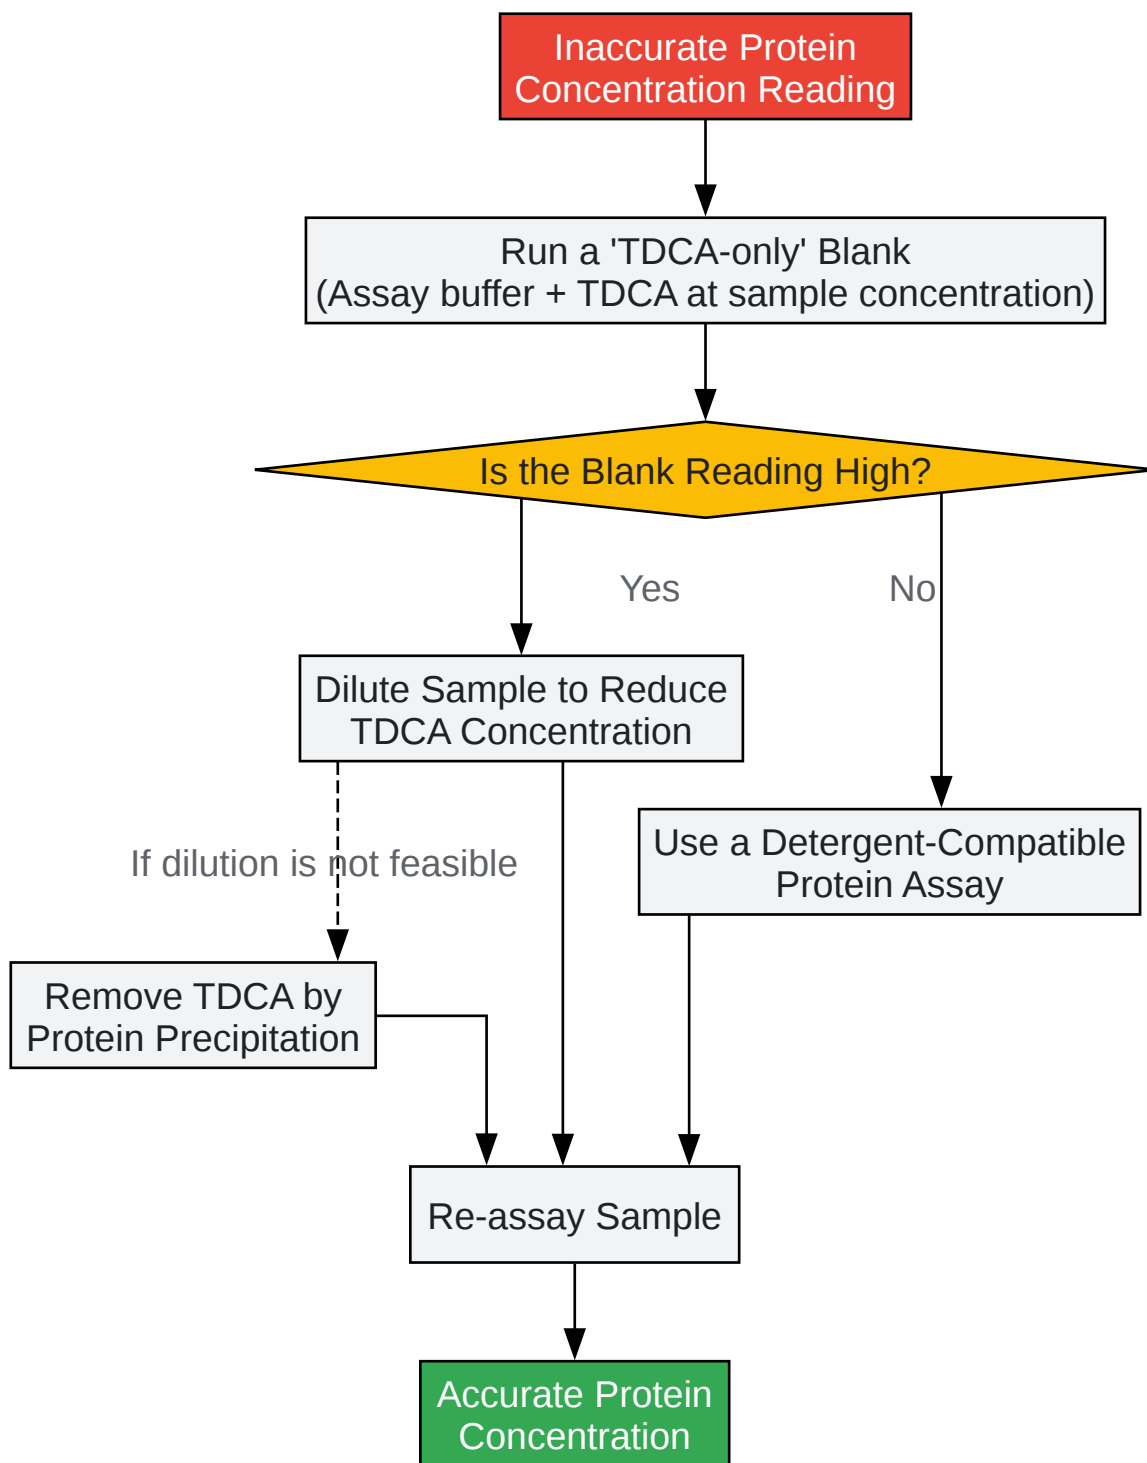 Inaccurate Protein
Concentration Reading
Run a 'TDCA-only' Blank
(Assay buffer + TDCA at sample concentration)
Is the Blank Reading High?
Yes
No
Dilute Sample to Reduce
TDCA Concentration
Use a Detergent-Compatible
Protein Assay
If dilution is not feasible
Remove TDCA by
Protein Precipitation
Re-assay Sample
Accurate Protein
Concentration